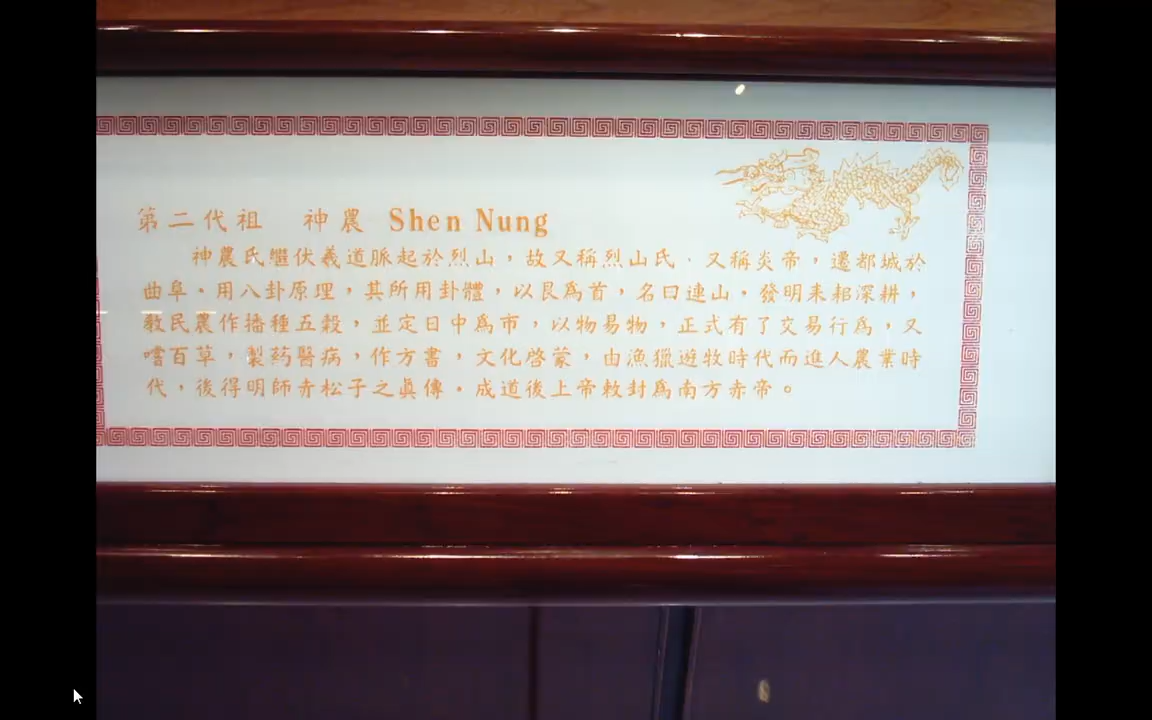 第二代祖 神農 Shen Nung
神農氏繼伏羲道脈起於烈山，故又稱烈山氏．又稱炎帝，遷都城於
曲阜。用八卦原理，其所用卦體，以艮為首，名曰連山。發明耒耜深耕，
教民農作播種五穀，並定日中為市，以物易物，正式有了交易行為，又
嚐百草，製药醫病，作方書，文化啓蒙，由漁獵遊牧時代而進入農業時
代，後得明師赤松子之眞傳。成道後上帝敕封為南方赤帝。